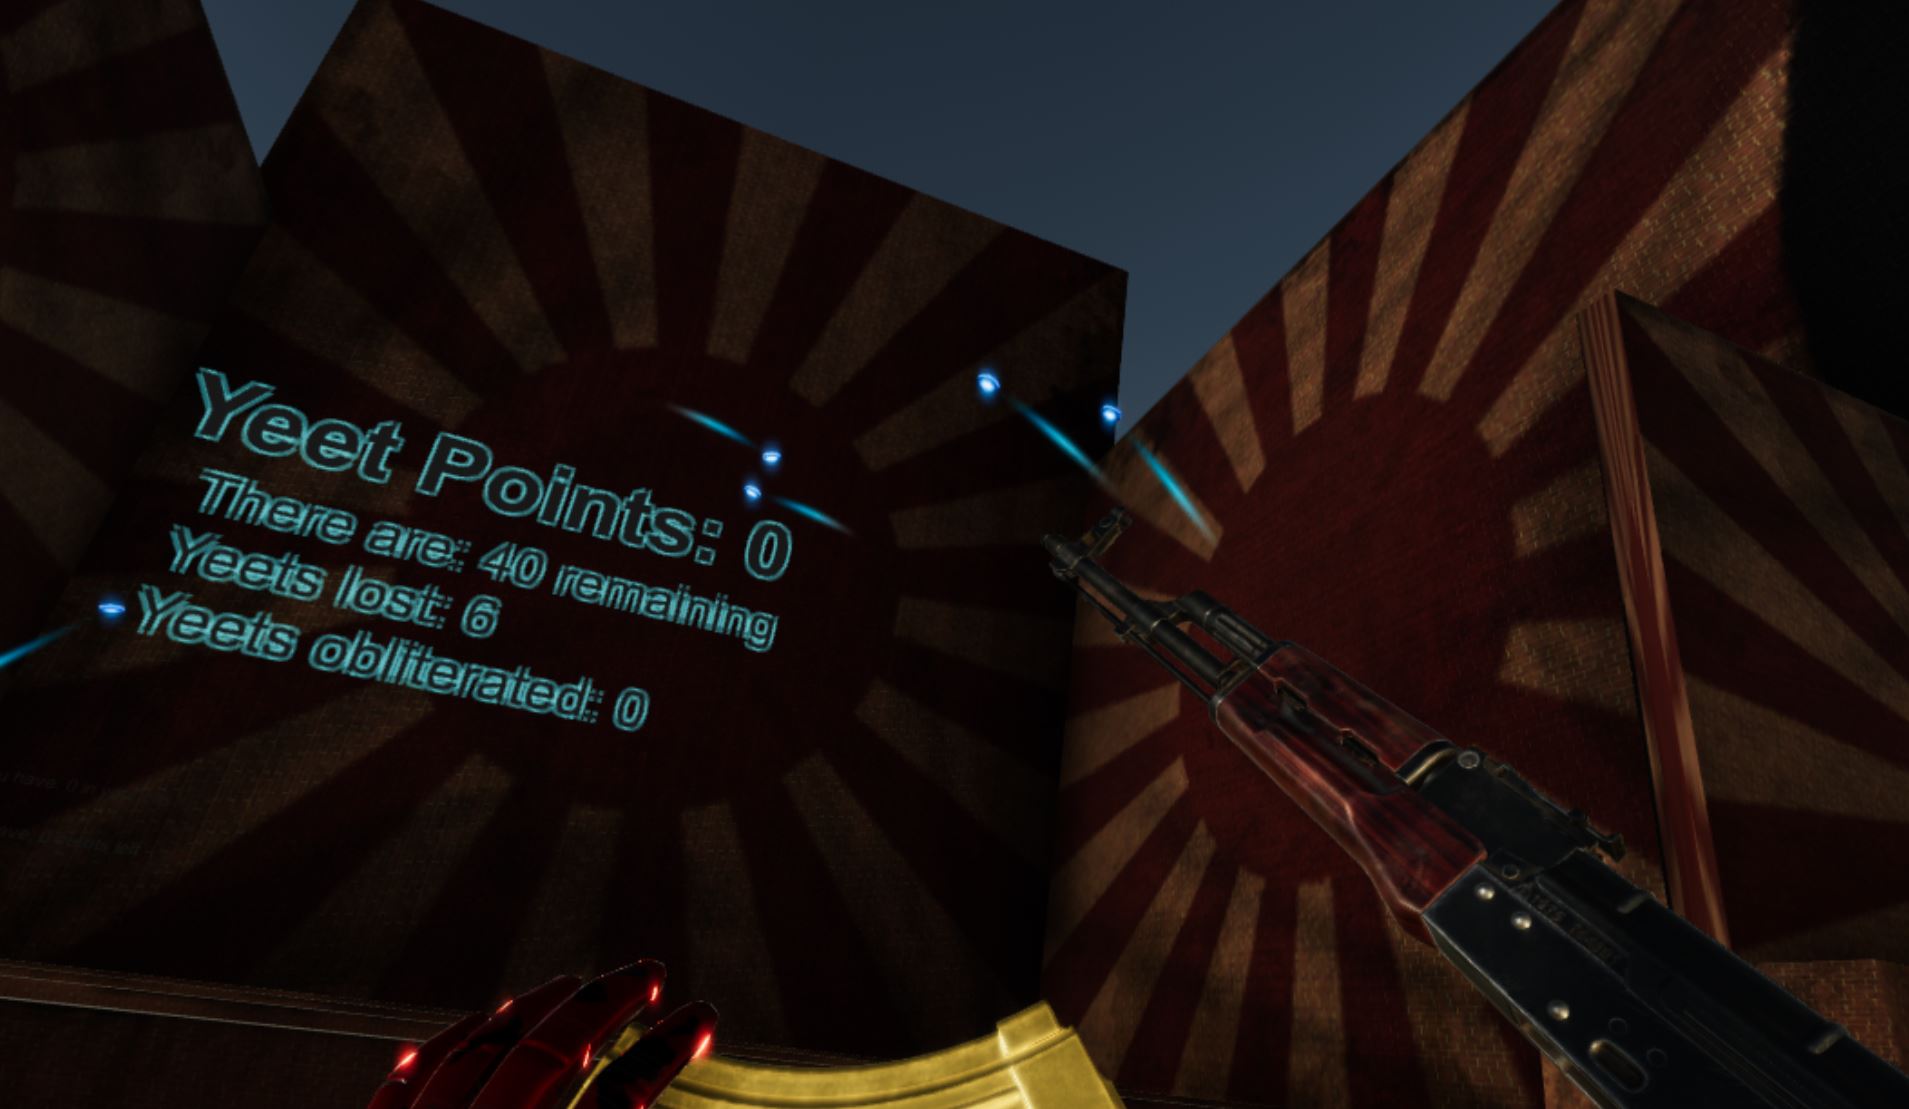 Yeet Points: 0
There are: 40 remaining
Yeets lost: 6
Yeets obliterated: 0